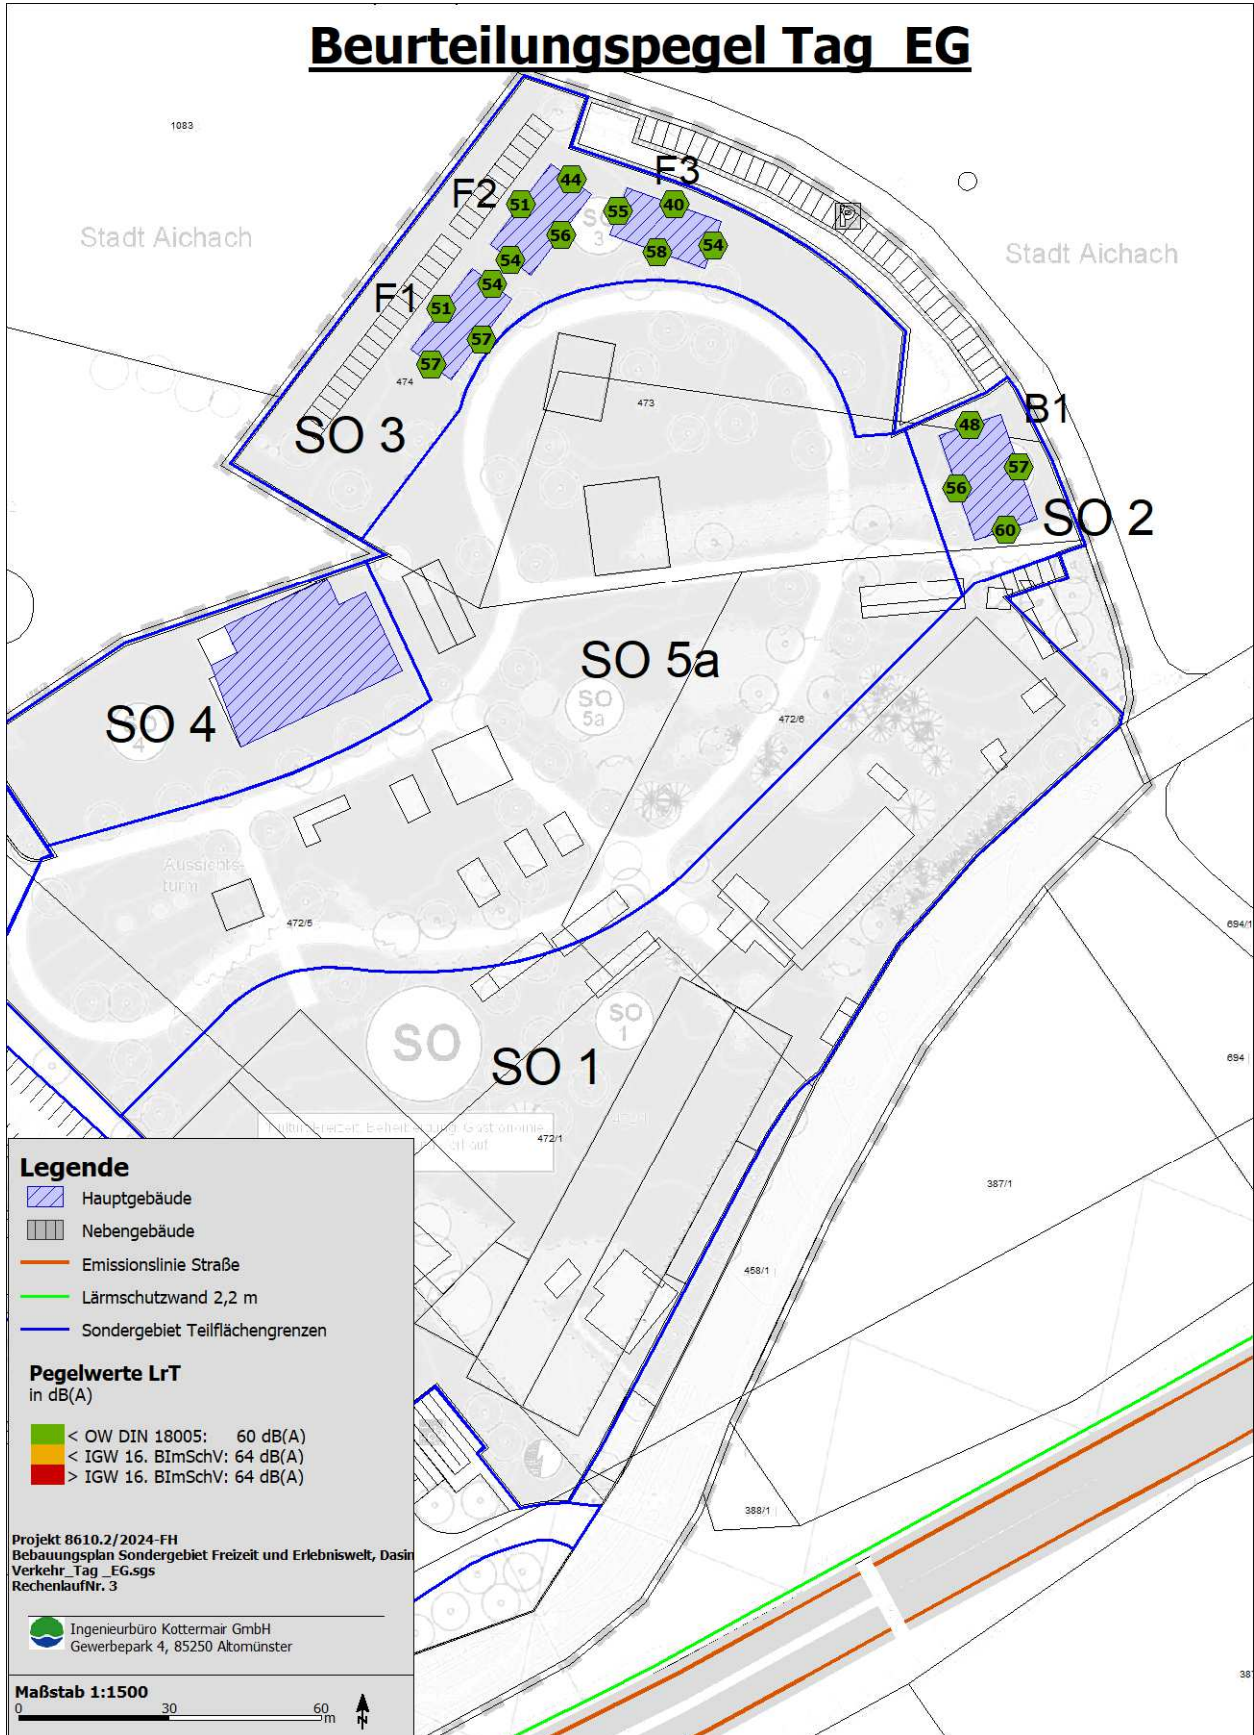 Beurteilungspegel Tag EG
1083
Stadt Aichach
Stadt Aichach
F2
F3
F1
44
51
55
40
56
54
58
54
54
51
57
57
SO
3
P
474
473
SO 3
B1
48
57
56
60
SO 2
SO 5a
SO
5a
472/6
SO 4
4
Aussichts-
turm
472/5
SO
SO
1
SO 1
472/1
694/1
694
387/1
458/1
388/1
387
Legende
Hauptgebäude
Nebengebäude
Emissionslinie Straße
Lärmschutzwand 2,2 m
Sondergebiet Teilflächengrenzen
Pegelwerte LrT
in dB(A)
< OW DIN 18005: 60 dB(A)
< IGW 16. BImSchV: 64 dB(A)
> IGW 16. BImSchV: 64 dB(A)
Projekt 8610.2/2024-FH
Bebauungsplan Sondergebiet Freizeit und Erlebniswelt, Dasin
Verkehr_Tag _EG.sgs
RechenlaufNr. 3
Ingenieurbüro Kottermair GmbH
Gewerbepark 4, 85250 Altomünster
Maßstab 1:1500
0 30 60
m
N